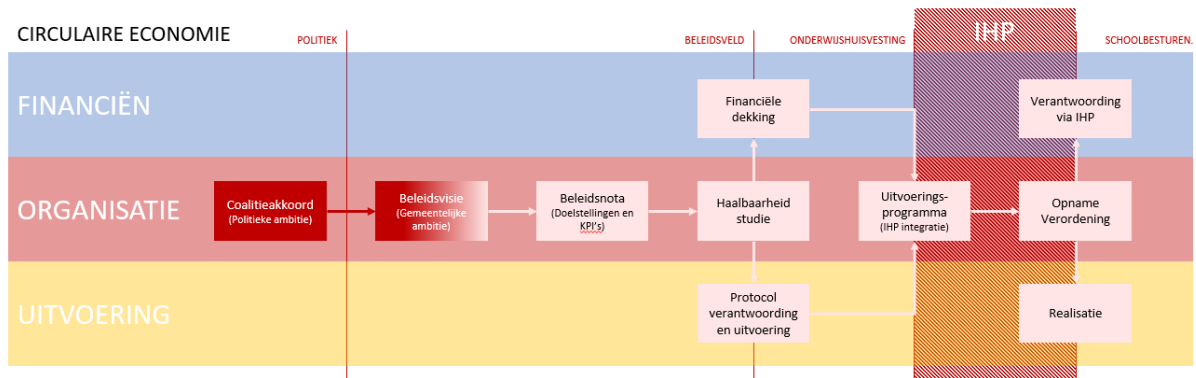 CIRCULAIRE ECONOMIE
POLITIEK
BELEIDSVELD
ONDERWIJSHUISVESTING
IHP
SCHOOLBESTUREN.
FINANCIËN
Financiële
dekking
Verantwoording
via IHP
ORGANISATIE
Coalitieakkoord
(Politieke ambitie)
Beleidsvisie
(Gemeentelijke
ambitie)
Beleidsnota
(Doelstellingen en
KPI's)
Haalbaarheid
studie
Uitvoerings-
programma
(IHP integratie)
Opname
Verordening
UITVOERING
Protocol
verantwoording
en uitvoering
Realisatie